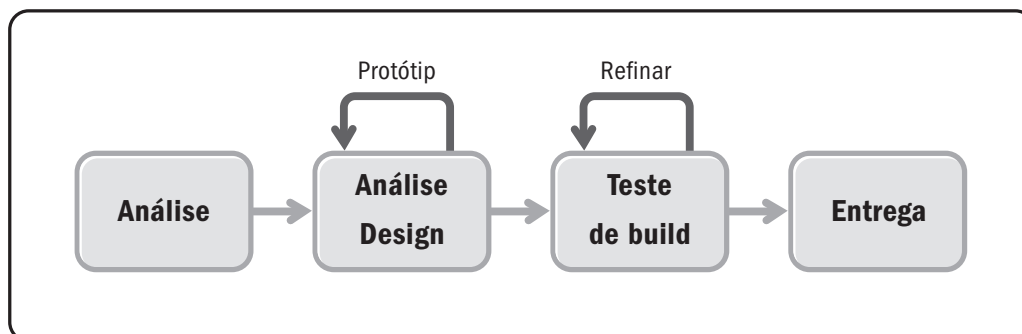 Protótip
Refinar
Análise
Análise
Design
Teste
de build
Entrega